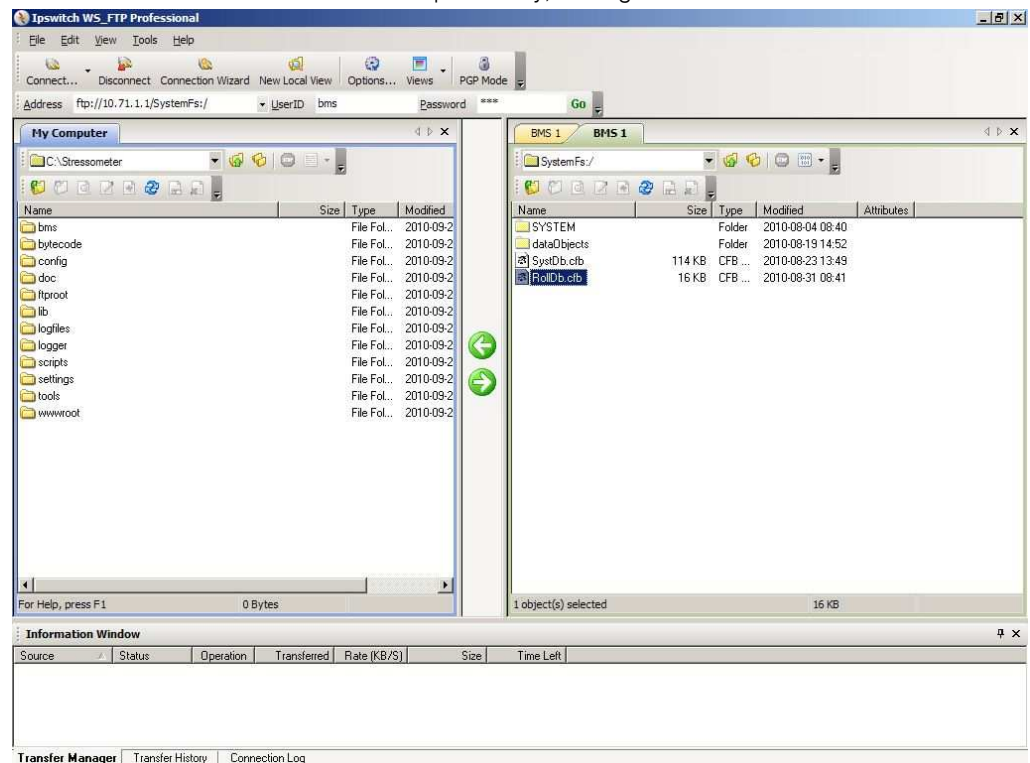 Ipswitch WS_FTP Professional
File Edit View Tools Help
Connect... Disconnect Connection Wizard New Local View Options... Views PGP Mode
Address ftp://10.71.1.1/SystemFs:/ UserID bms Password *** Go
My Computer
C:\Stressometer
Name Size Type Modified
bms File Fol... 2010-09-2
bytecode File Fol... 2010-09-2
config File Fol... 2010-09-2
doc File Fol... 2010-09-2
ftproot File Fol... 2010-09-2
lib File Fol... 2010-09-2
logfiles File Fol... 2010-09-2
logger File Fol... 2010-09-2
scripts File Fol... 2010-09-2
settings File Fol... 2010-09-2
tools File Fol... 2010-09-2
wwwroot File Fol... 2010-09-2
For Help, press F1 0 Bytes
BMS 1 BMS 1
SystemFs:/
Name Size Type Modified Attributes
SYSTEM Folder 2010-08-04 08:40
dataObjects Folder 2010-08-19 14:52
SystDb.cfb 114 KB CFB ... 2010-08-23 13:49
RollDb.cfb 16 KB CFB ... 2010-08-31 08:41
1 object(s) selected 16 KB
Information Window
Source Status Operation Transferred Rate (KB/S) Size Time Left
Transfer Manager Transfer History Connection Log